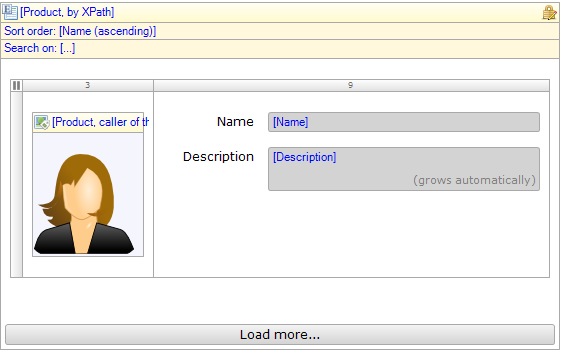 [Product, by XPath]
Sort order: [Name (ascending)]
Search on: [...]
3
9
[Product, caller of th
Name
[Name]
Description
[Description]
(grows automatically)
Load more...